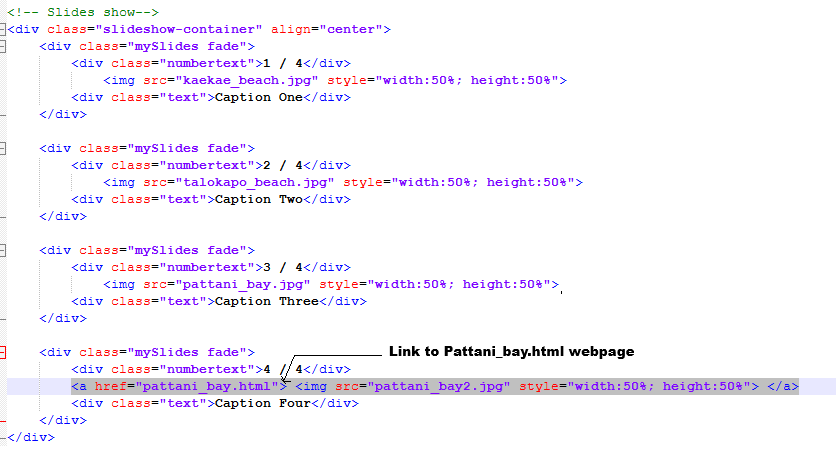 <!-- Slides show-->
<div class="slideshow-container" align="center">
<div class="mySlides fade">
<div class="numbertext">1 / 4</div>
<img src="kaekae_beach.jpg" style="width:50%; height:50%">
<div class="text">Caption One</div>
</div>
<div class="mySlides fade">
<div class="numbertext">2 / 4</div>
<img src="talokapo_beach.jpg" style="width:50%; height:50%">
<div class="text">Caption Two</div>
</div>
<div class="mySlides fade">
<div class="numbertext">3 / 4</div>
<img src="pattani_bay.jpg" style="width:50%; height:50%">
<div class="text">Caption Three</div>
</div>
<div class="mySlides fade">
Link to Pattani_bay.html webpage
<div class="numbertext">4 / 4</div>
<a href="pattani_bay.html"> <img src="pattani_bay2.jpg" style="width:50%; height:50%"> </a>
<div class="text">Caption Four</div>
</div>
</div>